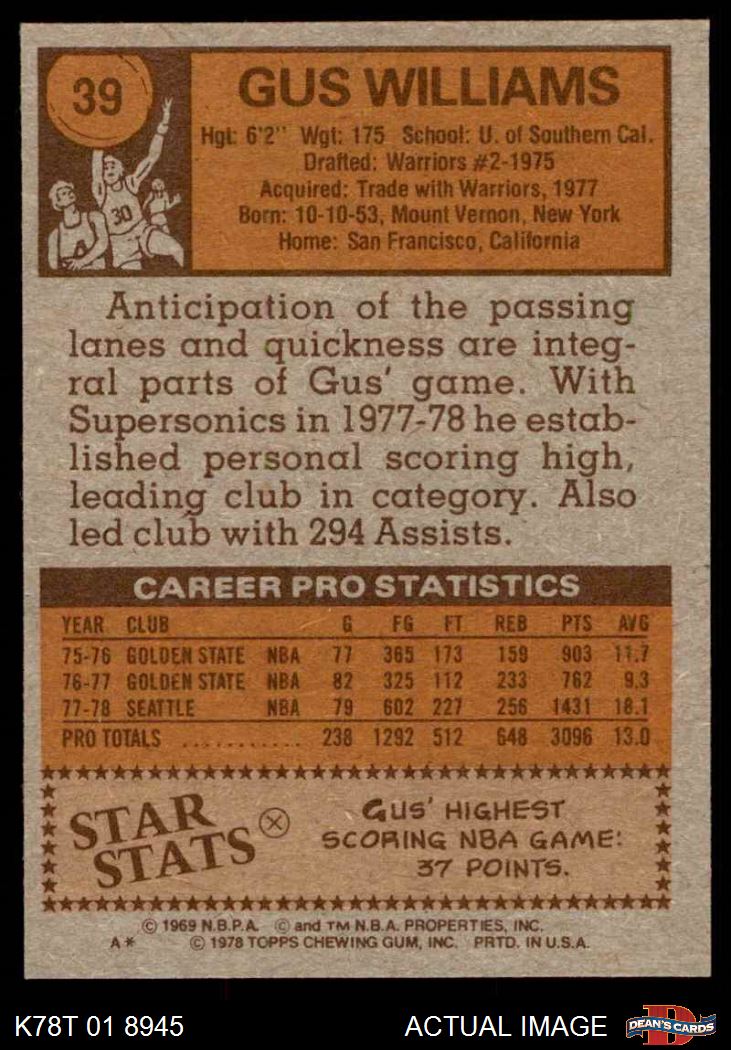 39
GUS WILLIAMS
Hgt: 6'2" Wgt: 175 School: U. of Southern Cal.
Drafted: Warriors #2-1975
Acquired: Trade with Warriors, 1977
Born: 10-10-53, Mount Vernon, New York
Home: San Francisco, California
30
4
Anticipation of the passing
lanes and quickness are integ-
ral parts of Gus' game. With
Supersonics in 1977-78 he estab-
lished personal scoring high,
leading club in category. Also
led club with 294 Assists.
CAREER PRO STATISTICS
YEAR CLUB G FG FT REB PTS AVG
75-76 GOLDEN STATE NBA 77 365 173 159 903 11.7
76-77 GOLDEN STATE NBA 82 325 112 233 762 9.3
77-78 SEATTLE NBA 79 602 227 256 1431 18.1
PRO TOTALS ........... 238 1292 512 648 3096 13.0
STAR
STATS
GUS' HIGHEST
SCORING NBA GAME:
37 POINTS.
© 1969 N.B.P.A. © and TM N.B.A. PROPERTIES, INC.
A* © 1978 TOPPS CHEWING GUM, INC. PRTD. IN U.S.A.
K78T 01 8945 ACTUAL IMAGE
D
DEAN'S CARDS